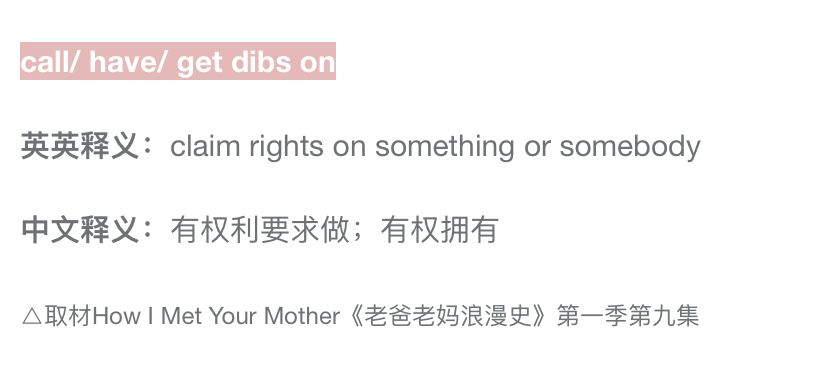 call/ have/ get dibs on
英英释义：claim rights on something or somebody
中文释义：有权利要求做；有权拥有
△取材How I Met Your Mother《老爸老妈浪漫史》第一季第九集